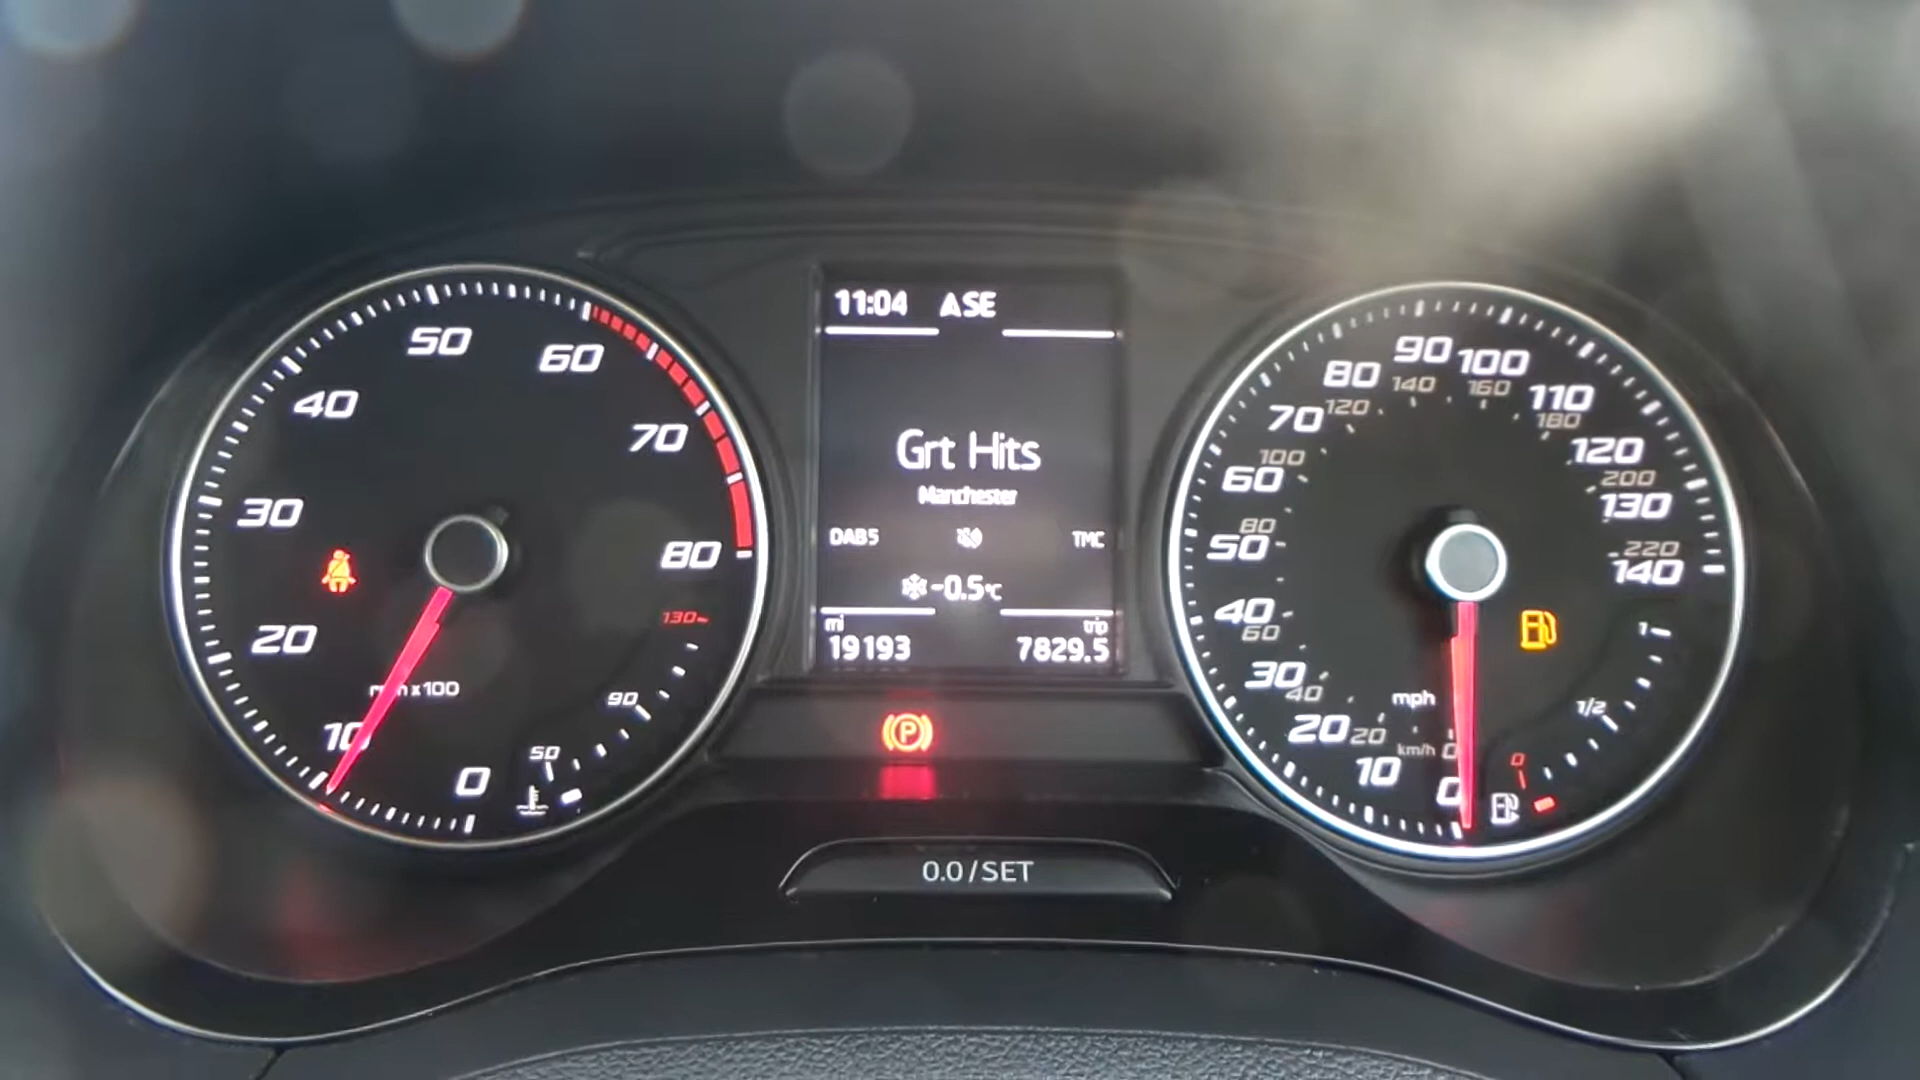 11:04 ASE
Grt Hits
Manchester
DAB5 TMC
-0.5°C
mi trip
19193 7829.5
0 10 20 30 40 50 60 70 80
x100
50 90 130
0 10 20 30 40 50 60 70 80 90 100 110 120 130 140
0 20 40 60 80 100 120 140 160 180 200 220
mph
km/h
0 1/2 1
P
0.0/SET